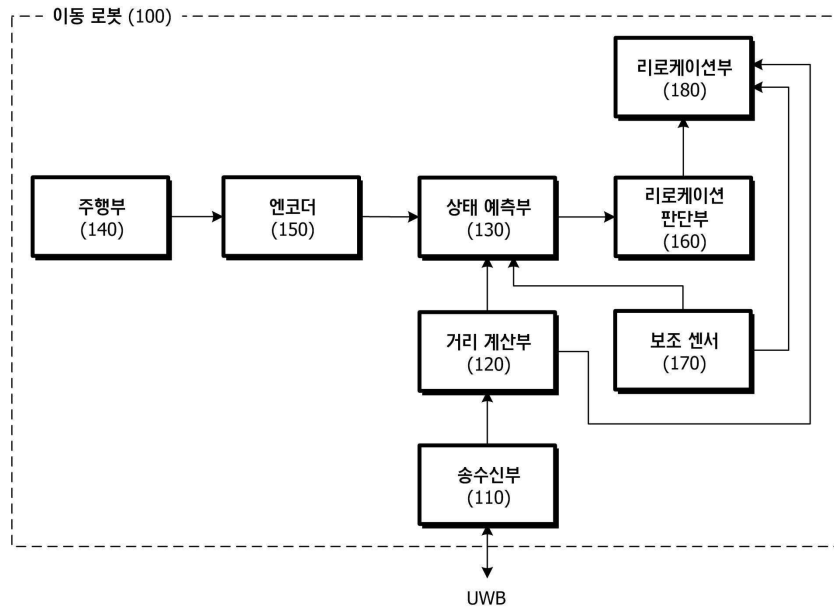 이동 로봇 (100)
리로케이션부
(180)
주행부
(140)
엔코더
(150)
상태 예측부
(130)
리로케이션
판단부
(160)
거리 계산부
(120)
보조 센서
(170)
송수신부
(110)
UWB